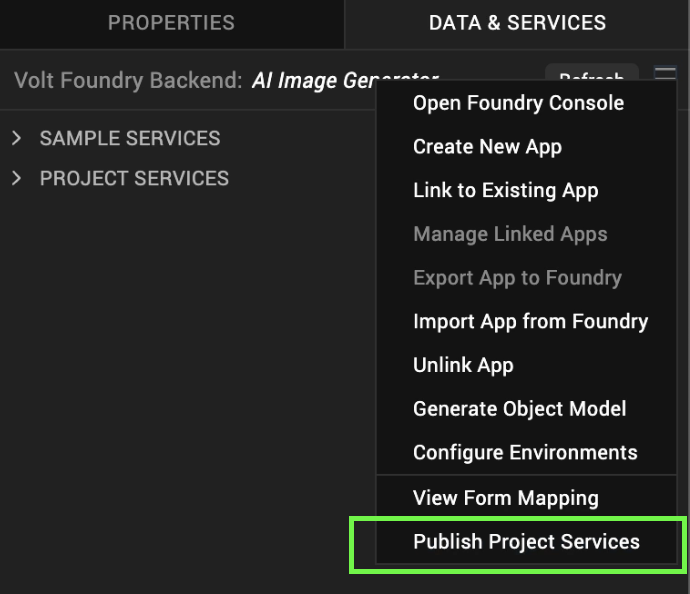 PROPERTIES
DATA & SERVICES
Volt Foundry Backend: AI Image Generator
Refresh
SAMPLE SERVICES
PROJECT SERVICES
Open Foundry Console
Create New App
Link to Existing App
Manage Linked Apps
Export App to Foundry
Import App from Foundry
Unlink App
Generate Object Model
Configure Environments
View Form Mapping
Publish Project Services